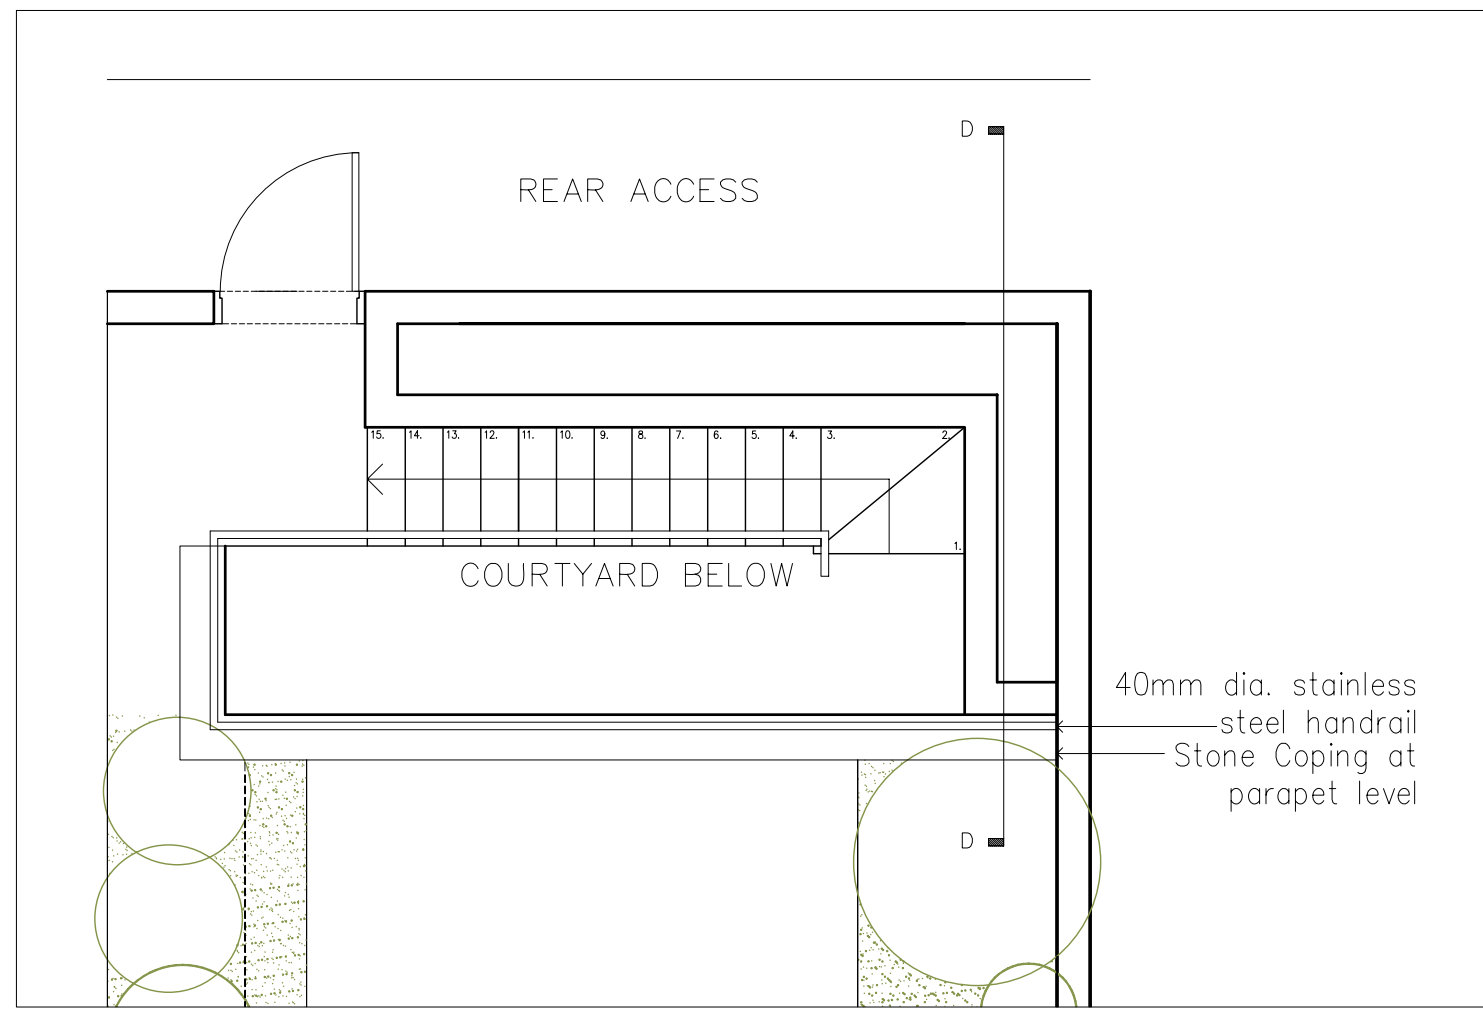 D
REAR ACCESS
15. 14. 13. 12. 11. 10. 9. 8. 7. 6. 5. 4. 3. 2.
1.
COURTYARD BELOW
40mm dia. stainless
steel handrail
Stone Coping at
parapet level
D